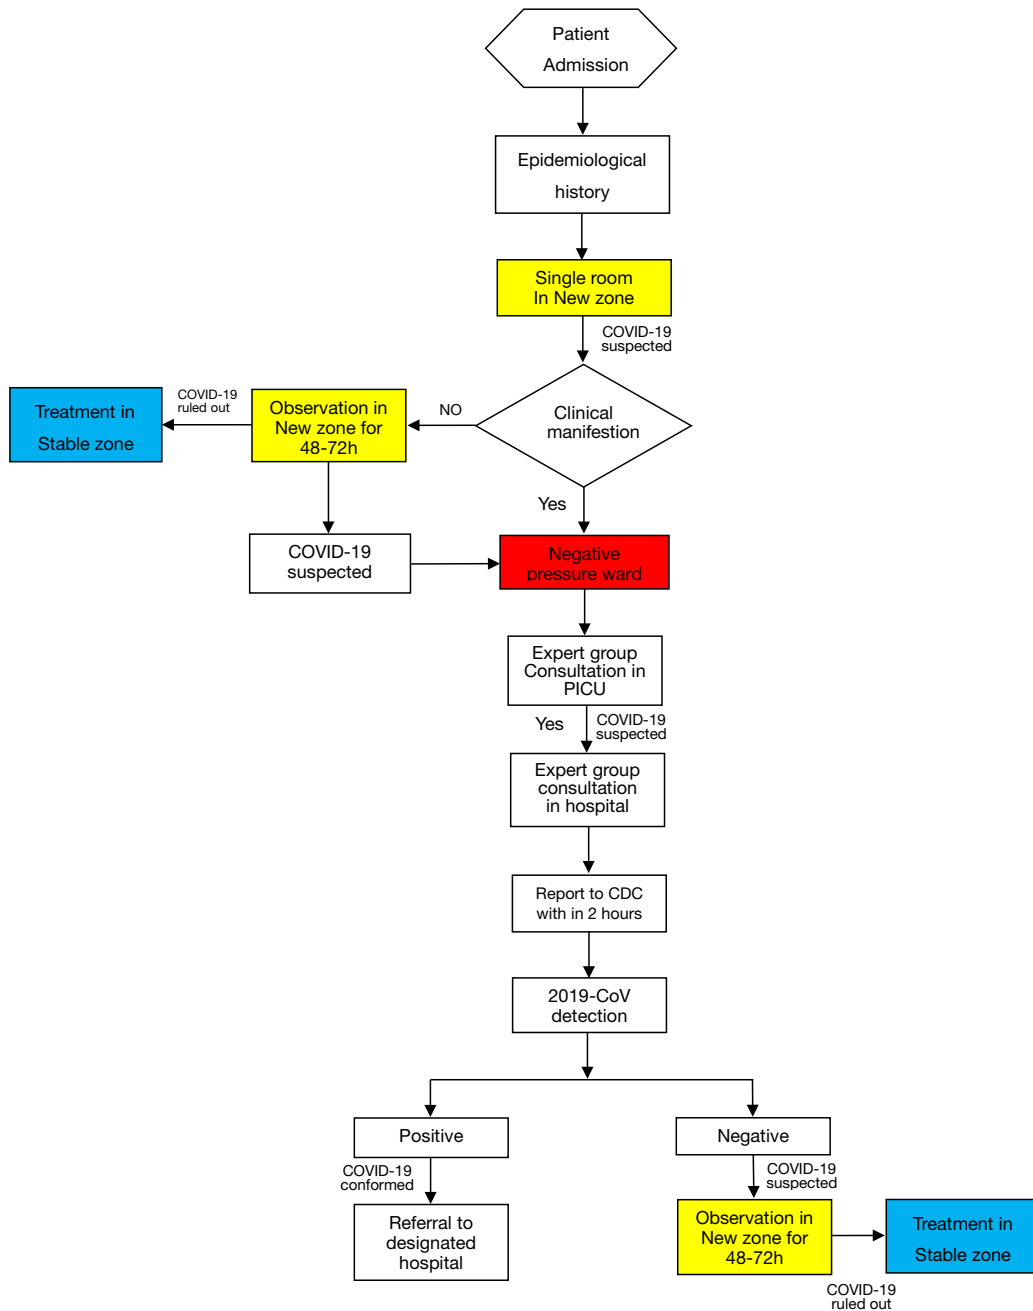 Patient
Admission
Epidemiological
history
Single room
In New zone
COVID-19
suspected
Clinical
manifestion
NO
COVID-19
ruled out
Observation in
New zone for
48-72h
Treatment in
Stable zone
Yes
COVID-19
suspected
Negative
pressure ward
Expert group
Consultation in
PICU
Yes
COVID-19
suspected
Expert group
consultation
in hospital
Report to CDC
with in 2 hours
2019-CoV
detection
Positive
Negative
COVID-19
conformed
COVID-19
suspected
Referral to
designated
hospital
Observation in
New zone for
48-72h
Treatment in
Stable zone
COVID-19
ruled out